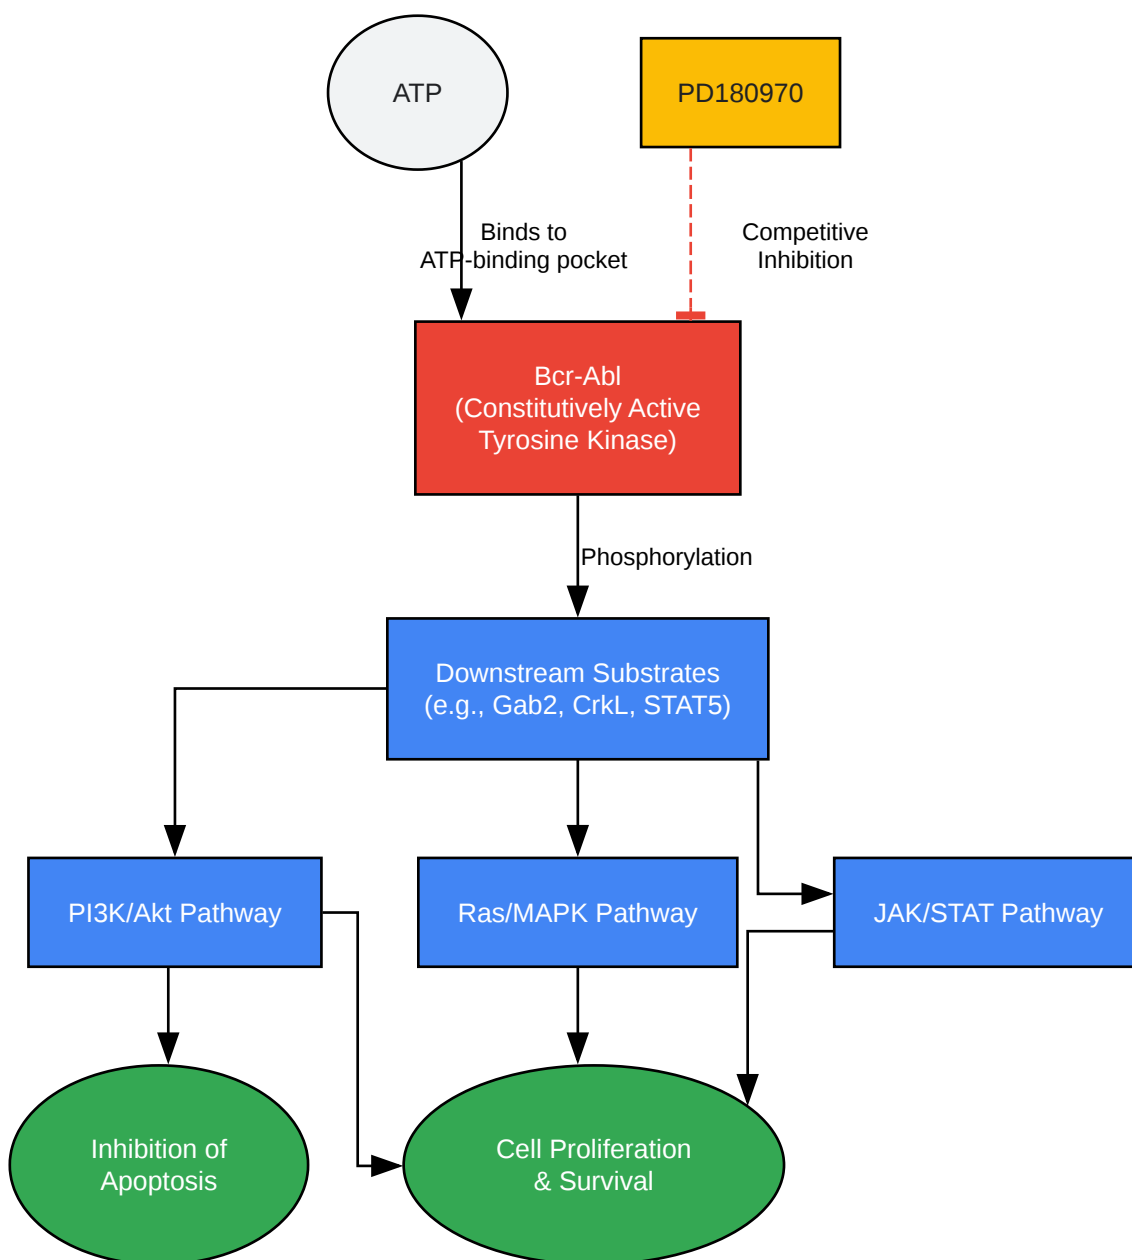 ATP
PD180970
Binds to
ATP-binding pocket
Competitive
Inhibition
Bcr-Abl
(Constitutively Active
Tyrosine Kinase)
Phosphorylation
Downstream Substrates
(e.g., Gab2, CrkL, STAT5)
PI3K/Akt Pathway
Ras/MAPK Pathway
JAK/STAT Pathway
Inhibition of
Apoptosis
Cell Proliferation
& Survival